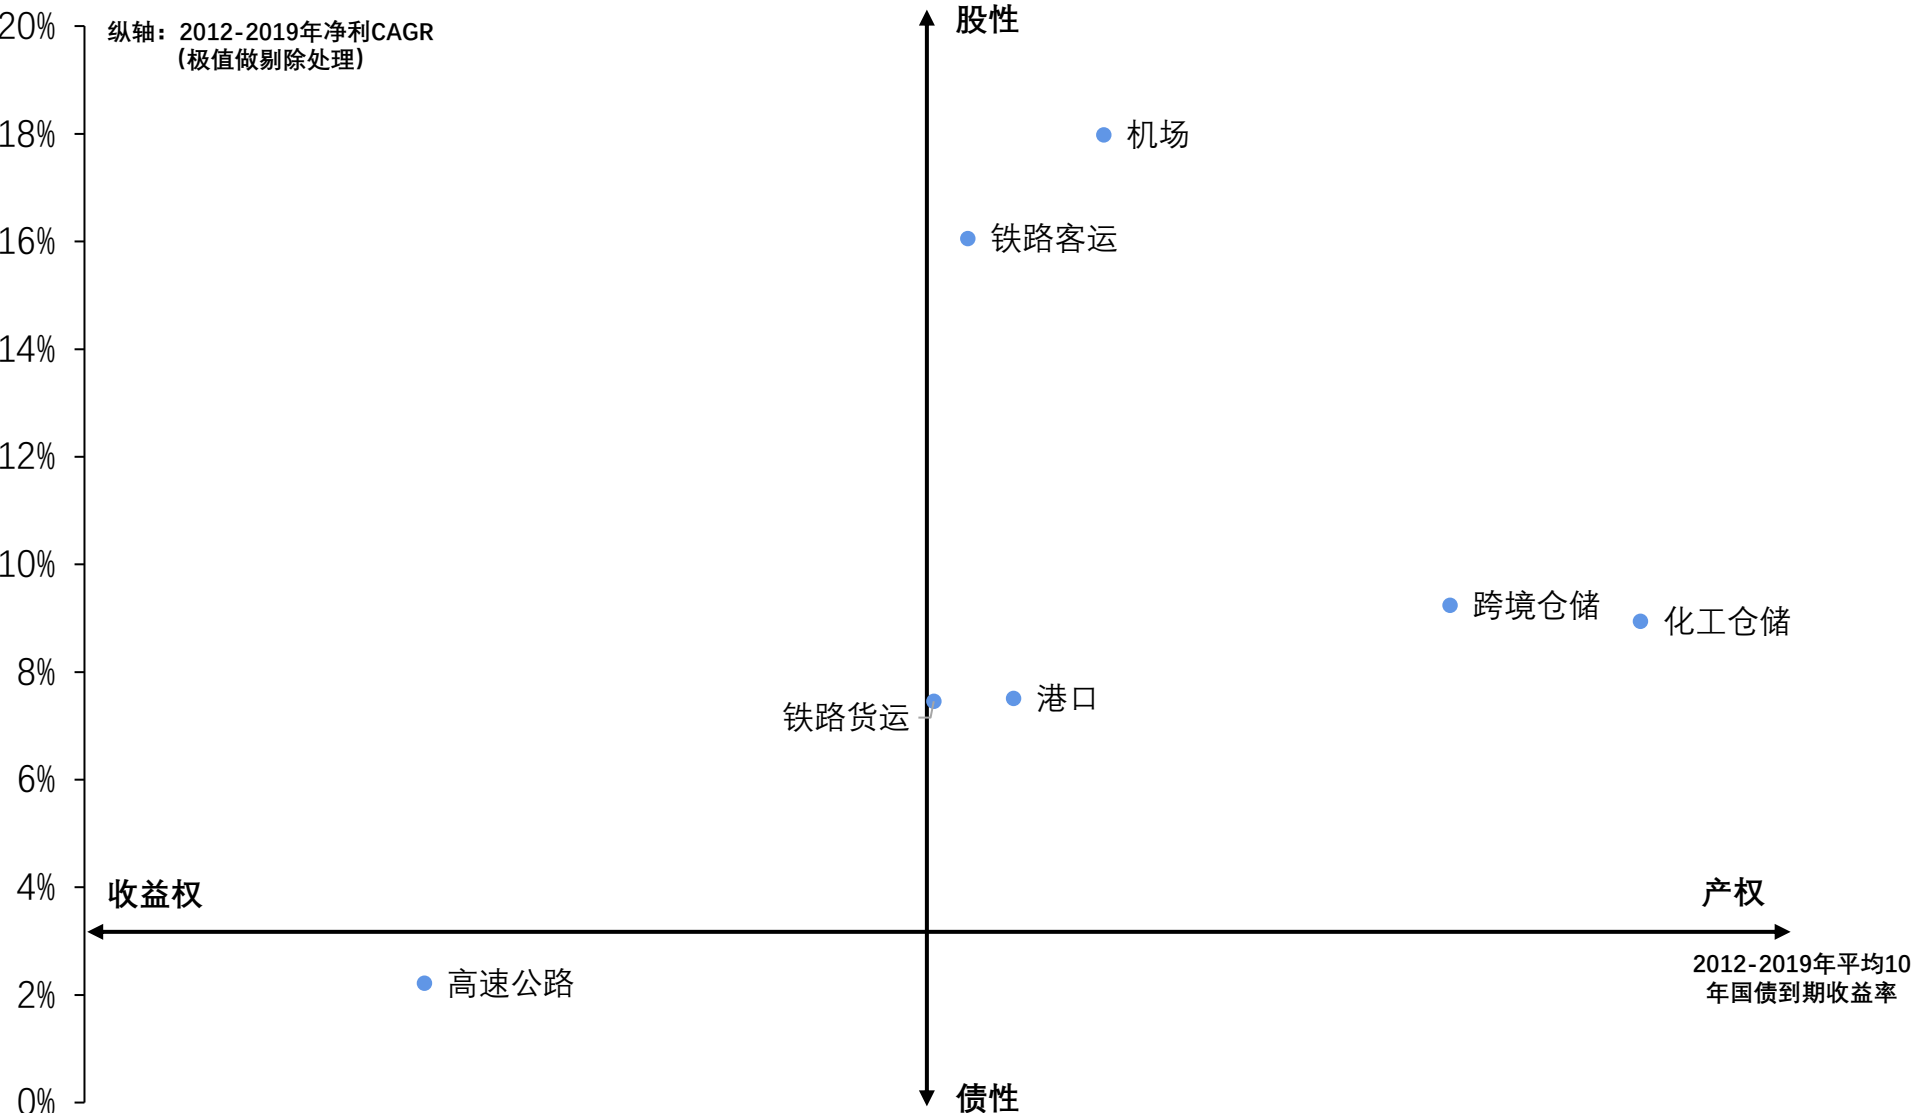 20%
纵轴：2012-2019年净利CAGR
(极值做剔除处理)
股性
18%
机场
16%
铁路客运
14%
12%
10%
跨境仓储
化工仓储
8%
铁路货运
港口
6%
4%
收益权
产权
2012-2019年平均10
年国债到期收益率
高速公路
2%
0%
债性